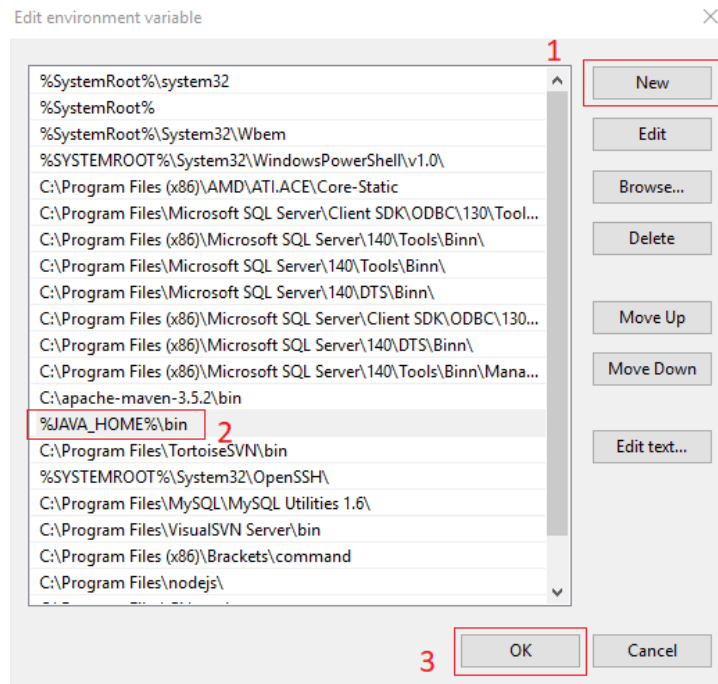 Edit environment variable
1
%SystemRoot%\system32
New
%SystemRoot%
%SystemRoot%\System32\Wbem
Edit
%SYSTEMROOT%\System32\WindowsPowerShell\v1.0\
C:\Program Files (x86)\AMD\ATI.ACE\Core-Static
Browse...
C:\Program Files\Microsoft SQL Server\Client SDK\ODBC\130\Tool...
C:\Program Files (x86)\Microsoft SQL Server\140\Tools\Binn\
Delete
C:\Program Files\Microsoft SQL Server\140\Tools\Binn\
C:\Program Files\Microsoft SQL Server\140\DTS\Binn\
C:\Program Files (x86)\Microsoft SQL Server\Client SDK\ODBC\130...
Move Up
C:\Program Files (x86)\Microsoft SQL Server\140\DTS\Binn\
C:\Program Files (x86)\Microsoft SQL Server\140\Tools\Binn\Mana...
Move Down
C:\apache-maven-3.5.2\bin
%JAVA_HOME%\bin
2
C:\Program Files\TortoiseSVN\bin
Edit text...
%SYSTEMROOT%\System32\OpenSSH\
C:\Program Files\MySQL\MySQL Utilities 1.6\
C:\Program Files\VisualSVN Server\bin
C:\Program Files (x86)\Brackets\command
C:\Program Files\nodejs\
3
OK
Cancel